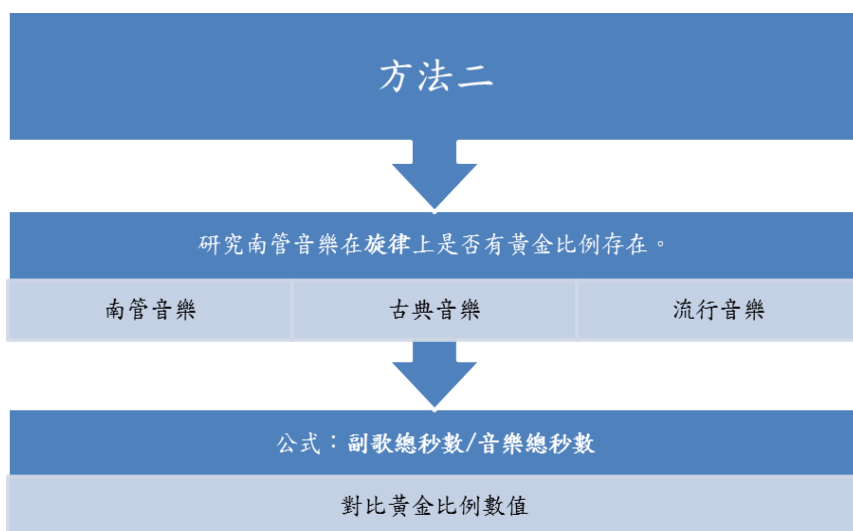 方法二
研究南管音樂在旋律上是否有黃金比例存在。
南管音樂
古典音樂
流行音樂
公式：副歌總秒數/音樂總秒數
對比黃金比例數值